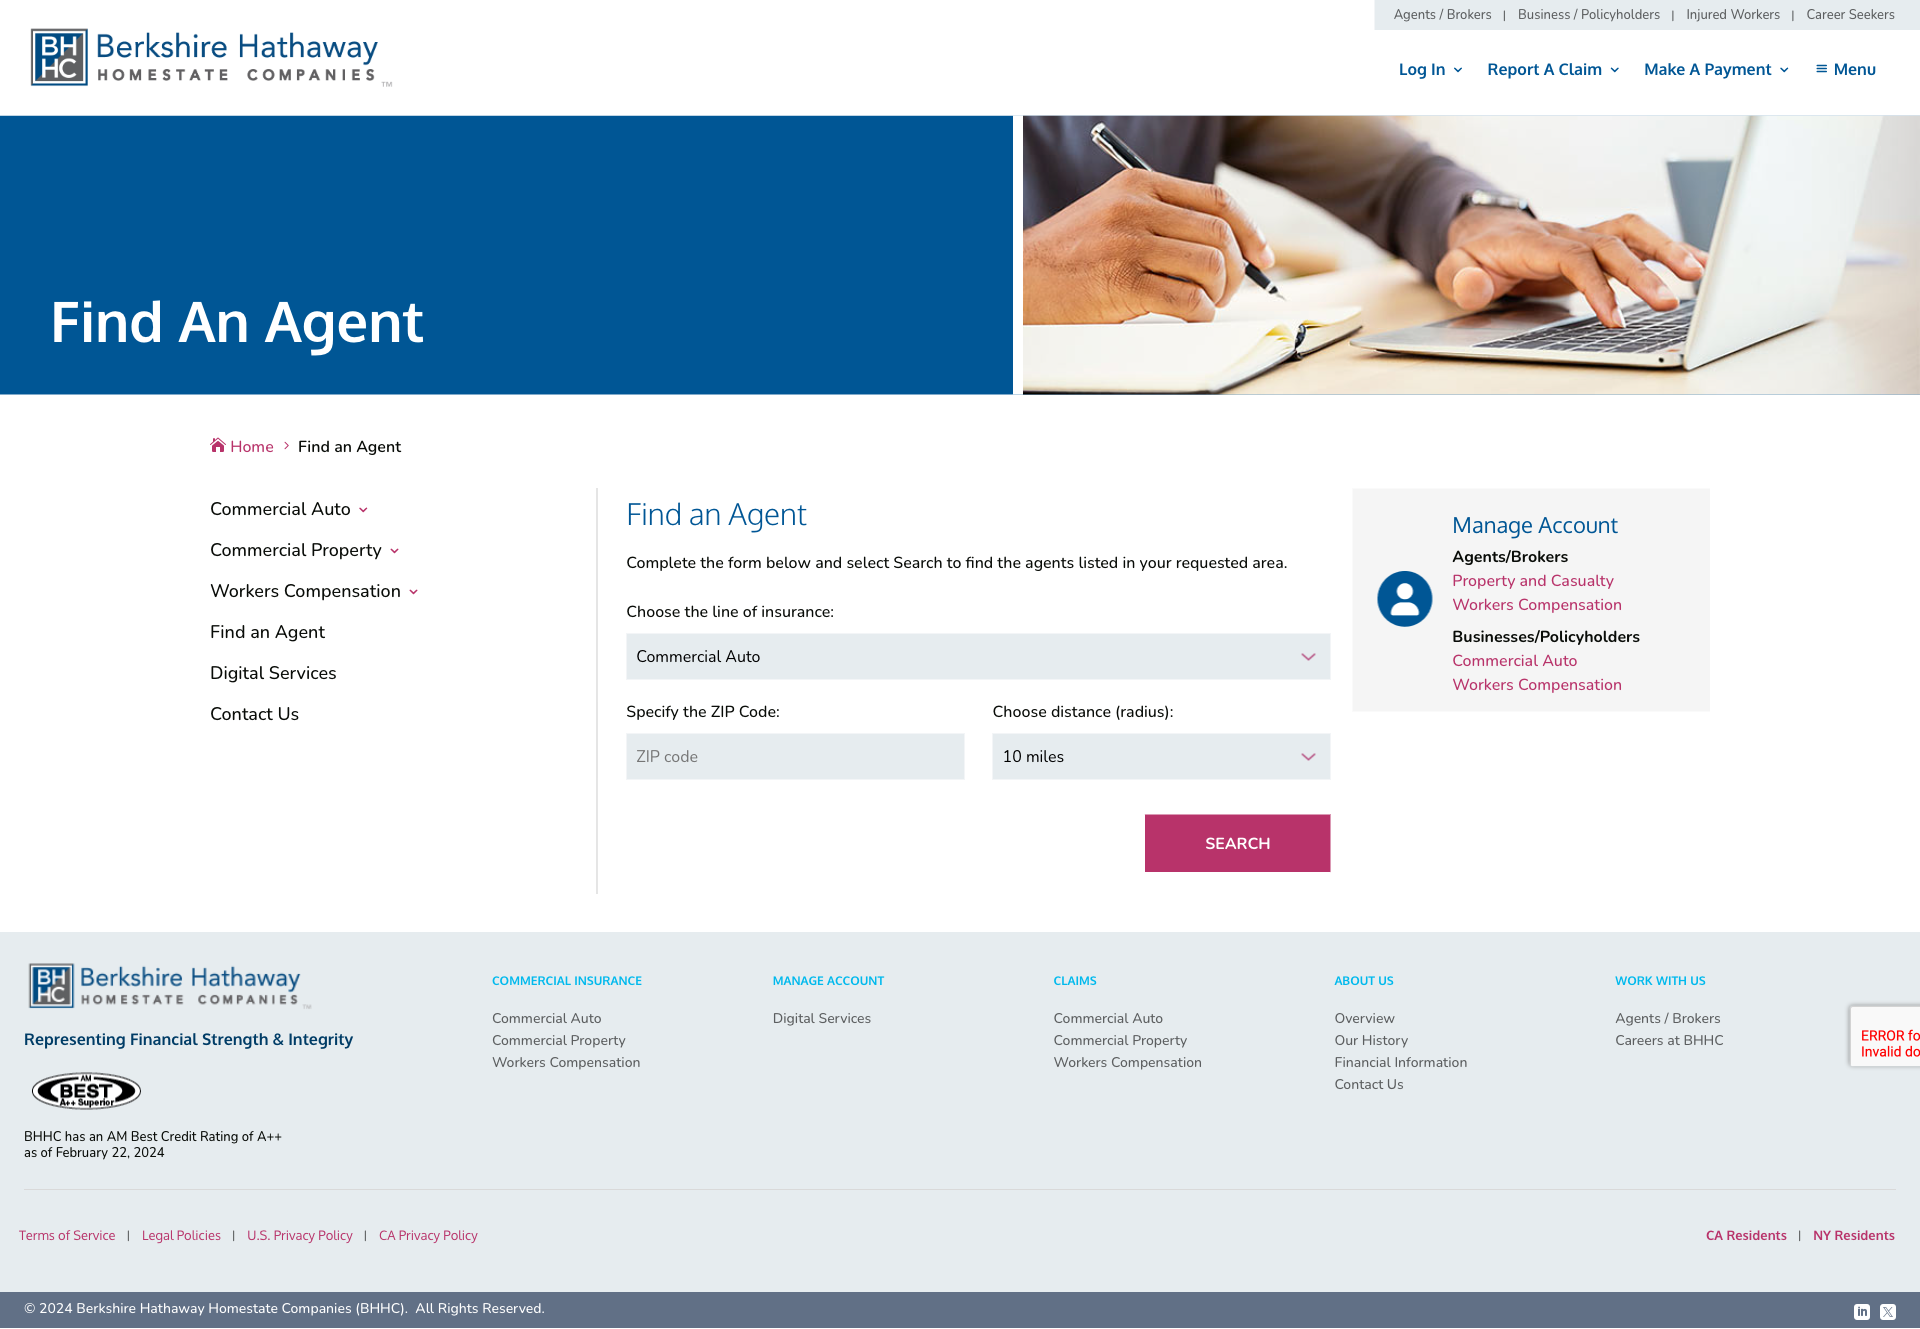 Agents / Brokers | Business / Policyholders | Injured Workers | Career Seekers
BH
HC
Berkshire Hathaway
HOMESTATE COMPANIES ™
Log In Report A Claim Make A Payment Menu
Find An Agent
Home Find an Agent
Commercial Auto
Commercial Property
Workers Compensation
Find an Agent
Digital Services
Contact Us
Find an Agent
Complete the form below and select Search to find the agents listed in your requested area.
Choose the line of insurance:
Commercial Auto
Specify the ZIP Code:
ZIP code
Choose distance (radius):
10 miles
SEARCH
Manage Account
Agents/Brokers
Property and Casualty
Workers Compensation
Businesses/Policyholders
Commercial Auto
Workers Compensation
BH
HC
Berkshire Hathaway
HOMESTATE COMPANIES ™
Representing Financial Strength & Integrity
AM
BEST
A++ Superior
BHHC has an AM Best Credit Rating of A++
as of February 22, 2024
COMMERCIAL INSURANCE
Commercial Auto
Commercial Property
Workers Compensation
MANAGE ACCOUNT
Digital Services
CLAIMS
Commercial Auto
Commercial Property
Workers Compensation
ABOUT US
Overview
Our History
Financial Information
Contact Us
WORK WITH US
Agents / Brokers
Careers at BHHC
ERROR fo
Invalid do
Terms of Service | Legal Policies | U.S. Privacy Policy | CA Privacy Policy
CA Residents | NY Residents
© 2024 Berkshire Hathaway Homestate Companies (BHHC). All Rights Reserved.
in X